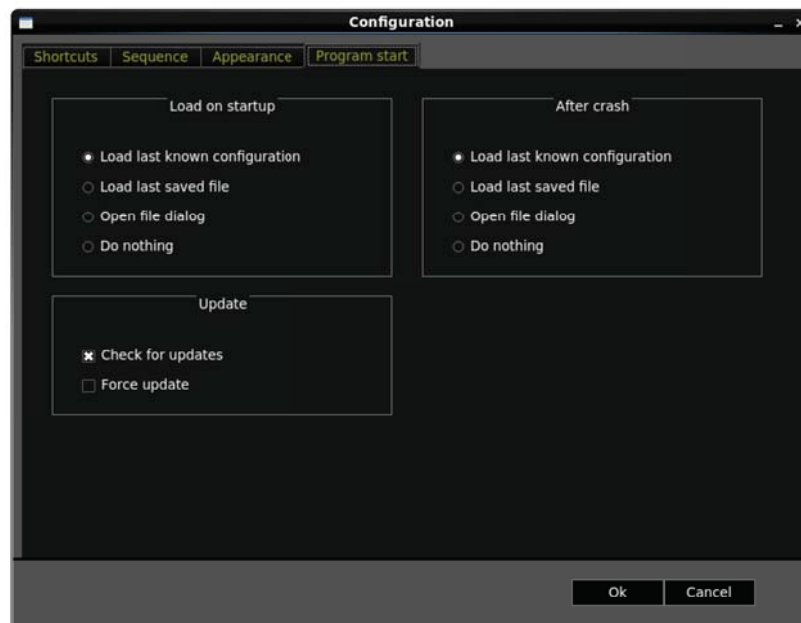 Configuration
Shortcuts Sequence Appearance Program start
Load on startup
Load last known configuration
Load last saved file
Open file dialog
Do nothing
After crash
Load last known configuration
Load last saved file
Open file dialog
Do nothing
Update
Check for updates
Force update
Ok Cancel